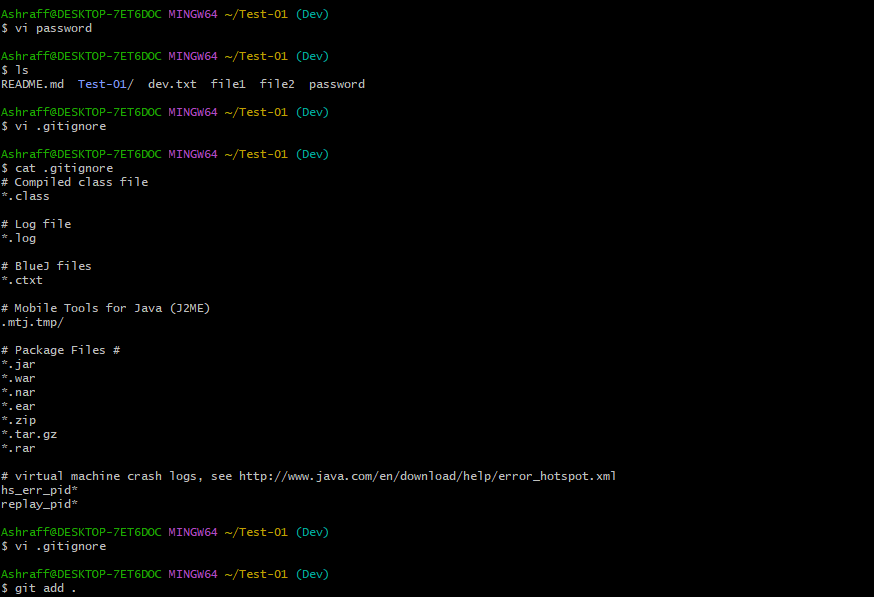 Ashraff@DESKTOP-7ET6DOC MINGW64 ~/Test-01 (Dev)
$ vi password
Ashraff@DESKTOP-7ET6DOC MINGW64 ~/Test-01 (Dev)
$ ls
README.md  Test-01/  dev.txt  file1  file2  password
Ashraff@DESKTOP-7ET6DOC MINGW64 ~/Test-01 (Dev)
$ vi .gitignore
Ashraff@DESKTOP-7ET6DOC MINGW64 ~/Test-01 (Dev)
$ cat .gitignore
# Compiled class file
*.class
# Log file
*.log
# BlueJ files
*.ctxt
# Mobile Tools for Java (J2ME)
.mtj.tmp/
# Package Files #
*.jar
*.war
*.nar
*.ear
*.zip
*.tar.gz
*.rar
# virtual machine crash logs, see http://www.java.com/en/download/help/error_hotspot.xml
hs_err_pid*
replay_pid*
Ashraff@DESKTOP-7ET6DOC MINGW64 ~/Test-01 (Dev)
$ vi .gitignore
Ashraff@DESKTOP-7ET6DOC MINGW64 ~/Test-01 (Dev)
$ git add .